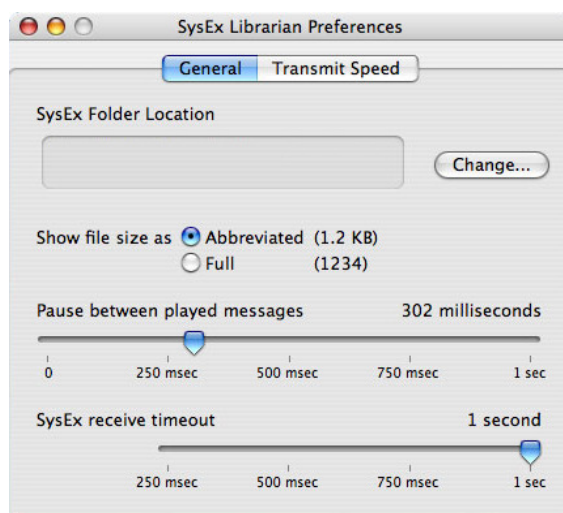 SysEx Librarian Preferences
General Transmit Speed
SysEx Folder Location
Change...
Show file size as Abbreviated (1.2 KB)
Full (1234)
Pause between played messages 302 milliseconds
0 250 msec 500 msec 750 msec 1 sec
SysEx receive timeout 1 second
250 msec 500 msec 750 msec 1 sec